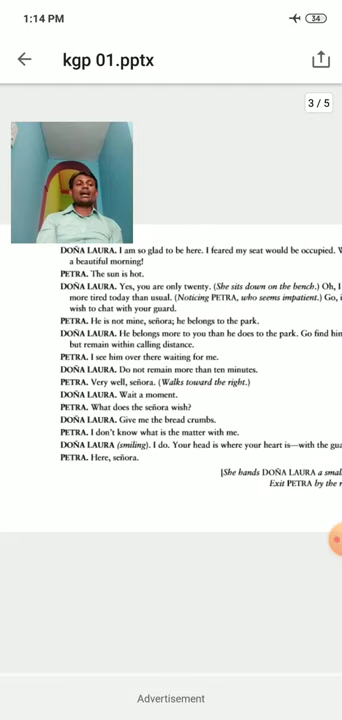 1:14 PM
34
kgp 01.pptx
3 / 5
DOÑA LAURA. I am so glad to be here. I feared my seat would be occupied.
a beautiful morning!
PETRA. The sun is hot.
DOÑA LAURA. Yes, you are only twenty. (She sits down on the bench.) Oh, I
more tired today than usual. (Noticing PETRA, who seems impatient.) Go, i
wish to chat with your guard.
PETRA. He is not mine, señora; he belongs to the park.
DOÑA LAURA. He belongs more to you than he does to the park. Go find him
but remain within calling distance.
PETRA. I see him over there waiting for me.
DOÑA LAURA. Do not remain more than ten minutes.
PETRA. Very well, señora. (Walks toward the right.)
DOÑA LAURA. Wait a moment.
PETRA. What does the señora wish?
DOÑA LAURA. Give me the bread crumbs.
PETRA. I don't know what is the matter with me.
DOÑA LAURA (smiling). I do. Your head is where your heart is—with the gua
PETRA. Here, señora.
[She hands DOÑA LAURA a smal
Exit PETRA by the r
Advertisement